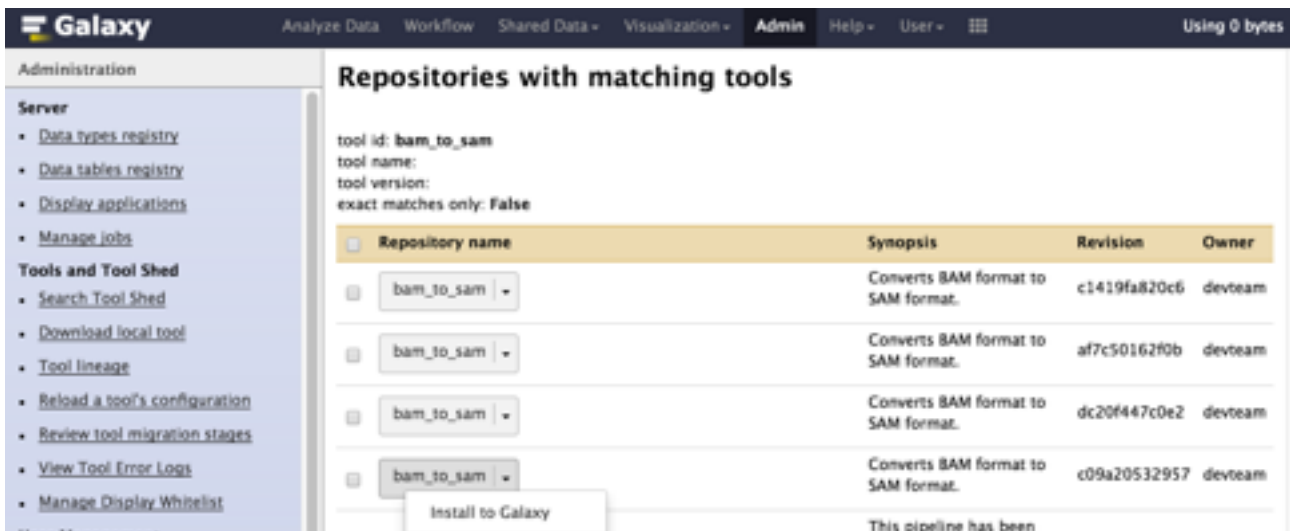 Galaxy
Analyze Data Workflow Shared Data Visualization Admin Help User Using 0 bytes
Administration
Server
Data types registry
Data tables registry
Display applications
Manage jobs
Tools and Tool Shed
Search Tool Shed
Download local tool
Tool lineage
Reload a tool's configuration
Review tool migration stages
View Tool Error Logs
Manage Display Whitelist
Repositories with matching tools
tool id: bam_to_sam
tool name:
tool version:
exact matches only: False
Repository name Synopsis Revision Owner
bam_to_sam Converts BAM format to c1419fa820c6 devteam
SAM format.
bam_to_sam Converts BAM format to af7c50162f0b devteam
SAM format.
bam_to_sam Converts BAM format to dc20f447c0e2 devteam
SAM format.
bam_to_sam Converts BAM format to c09a20532957 devteam
SAM format.
Install to Galaxy
This pipeline has been